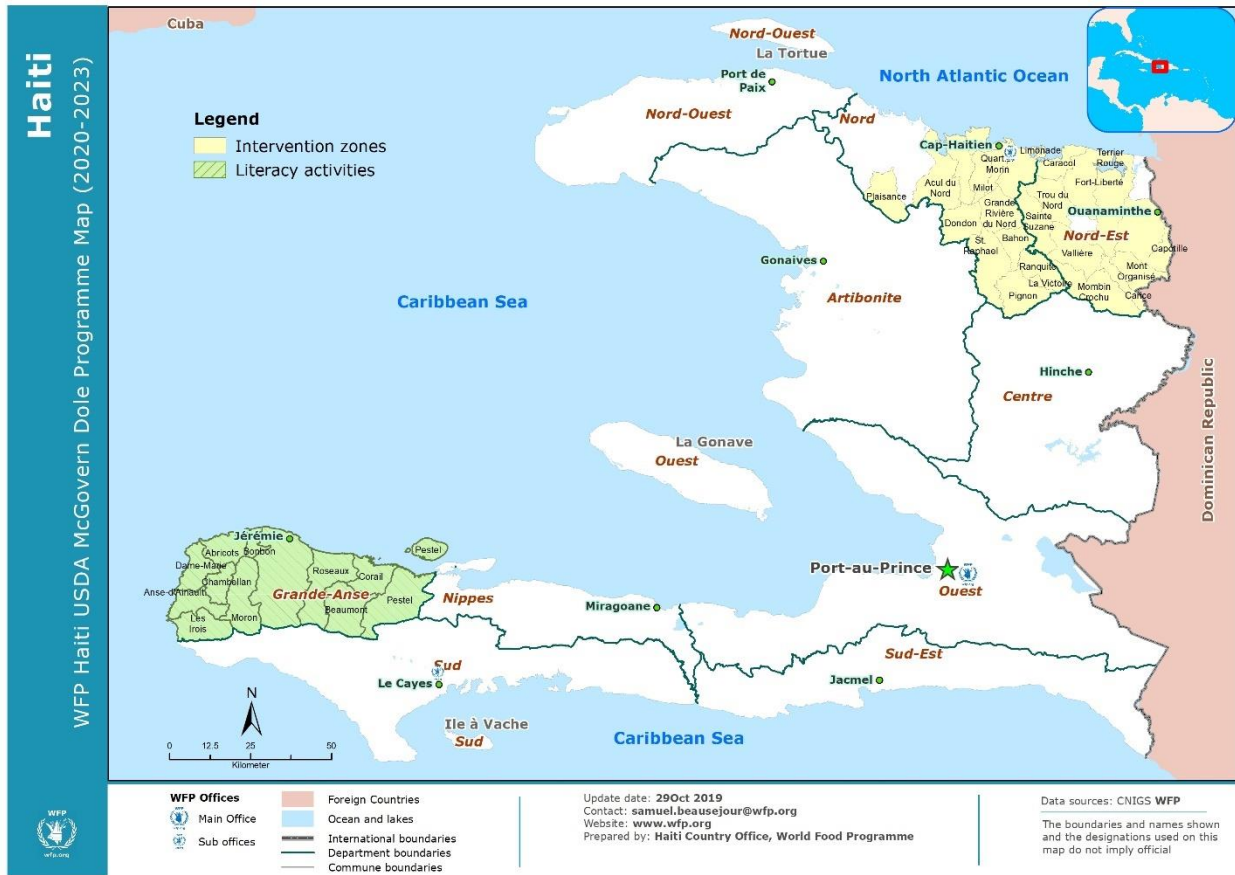 Haiti
WFP Haiti USDA McGovern Dole Programme Map (2020-2023)
WFP
wfp.org
Cuba
Nord-Ouest
La Tortue
North Atlantic Ocean
Port de
Paix
Legend
Intervention zones
Literacy activities
Nord-Ouest
Nord
Cap-Haitien
Limonade
Terrier
Rouge
Quart
Morin
Caracol
Plaisance
Acul du
Nord
Milot
Fort-Liberté
Trou du
Nord
Grande
Rivière
du Nord
Sainte
Suzane
Ouanaminthe
Dondon
Nord-Est
St.
Raphael
Bahon
Vallière
Capotille
Ranquite
Mont
Organisé
La Victoire
Pignon
Mombin
Crochu
Carice
Gonaives
Caribbean Sea
Artibonite
Hinche
Centre
Dominican Republic
La Gonave
Ouest
Jérémie
Pestel
Abricots
Bonbon
Dame-Marie
Roseaux
Corail
Chambellan
Anse-d'Ainault
Grande-Anse
Pestel
Beaumont
Les
Irois
Moron
Nippes
Miragoane
Port-au-Prince
WFP
Ouest
Sud-Est
Sud
Le Cayes
Jacmel
N
Ile à Vache
Sud
Caribbean Sea
0 12.5 25 50
Kilometer
WFP Offices
Main Office
Sub offices
Foreign Countries
Ocean and lakes
International boundaries
Department boundaries
Commune boundaries
Update date: 29Oct 2019
Contact: samuel.beausejour@wfp.org
Website: www.wfp.org
Prepared by: Haiti Country Office, World Food Programme
Data sources: CNIGS WFP
The boundaries and names shown
and the designations used on this
map do not imply official